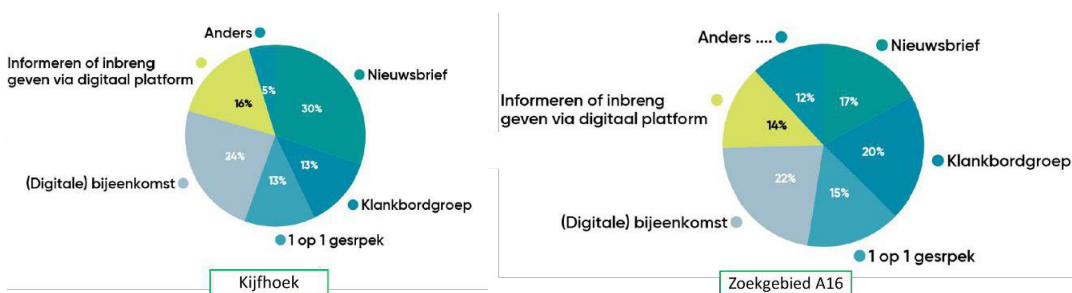 Anders
Nieuwsbrief
Informeren of inbreng
geven via digitaal platform
5%
30%
16%
24%
13%
13%
(Digitale) bijeenkomst
Klankbordgroep
1 op 1 gesrpek
Kijfhoek
Anders ....
Nieuwsbrief
Informeren of inbreng
geven via digitaal platform
12%
17%
14%
20%
22%
15%
Klankbordgroep
(Digitale) bijeenkomst
1 op 1 gesrpek
Zoekgebied A16